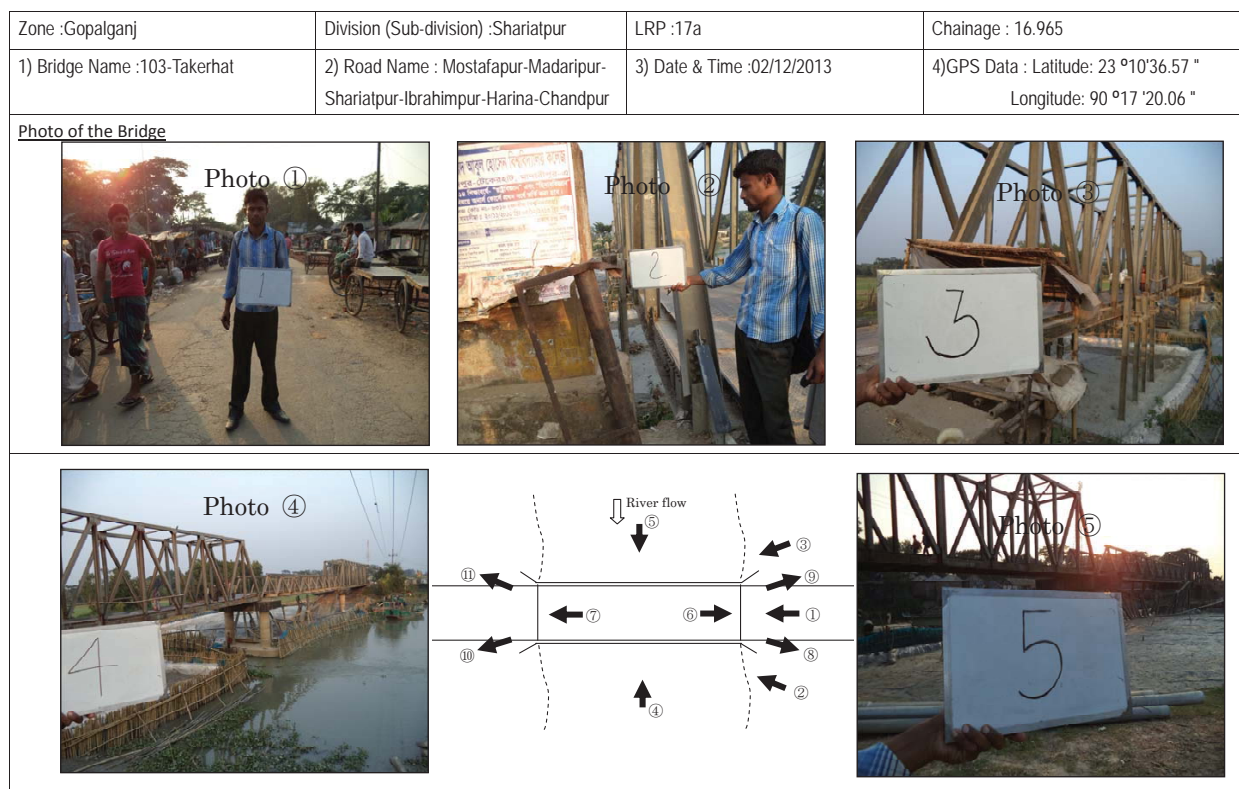 Zone :Gopalganj
Division (Sub-division) :Shariatpur
LRP :17a
Chainage : 16.965
1) Bridge Name :103-Takerhat
2) Road Name : Mostafapur-Madaripur-
Shariatpur-Ibrahimpur-Harina-Chandpur
3) Date & Time :02/12/2013
4)GPS Data : Latitude: 23 º10'36.57 "
Longitude: 90 º17 '20.06 "
Photo of the Bridge
Photo ①
1
Photo ②
2
Photo ③
3
Photo ④
4
River flow
⑤
③
⑪
⑨
⑦
⑥
①
⑩
⑧
②
④
Photo ⑤
5